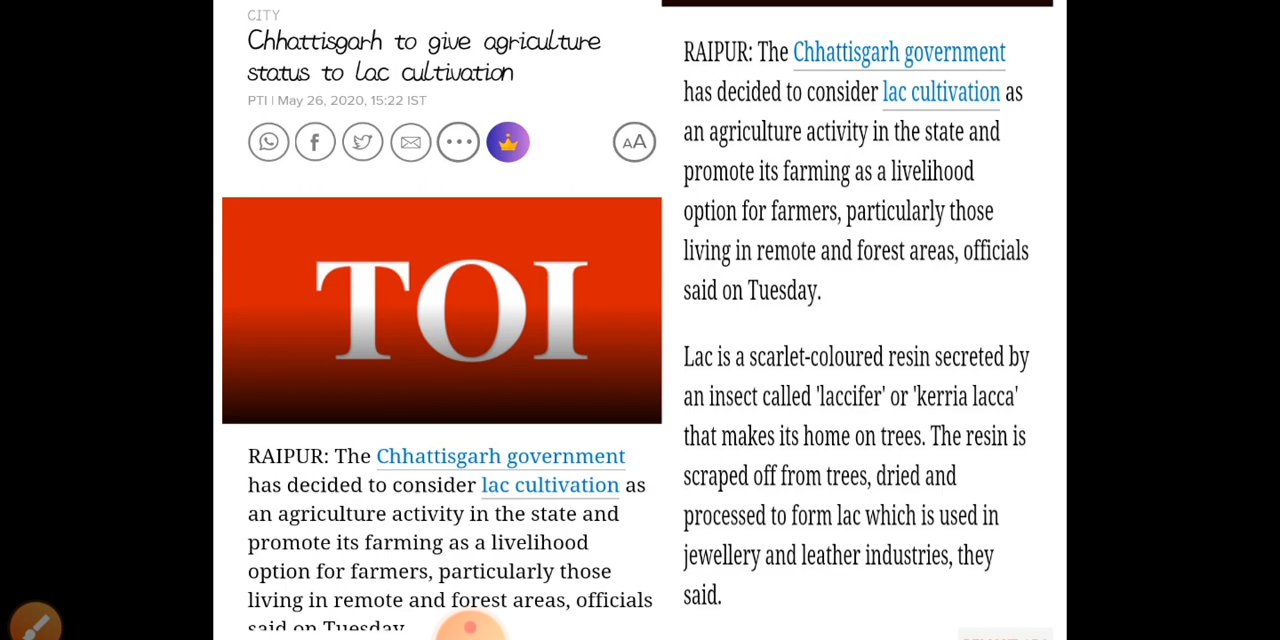 CITY
Chhattisgarh to give agriculture
status to lac cultivation
PTI | May 26, 2020, 15:22 IST
AA
TOI
RAIPUR: The Chhattisgarh government
has decided to consider lac cultivation as
an agriculture activity in the state and
promote its farming as a livelihood
option for farmers, particularly those
living in remote and forest areas, officials
said on Tuesday.
RAIPUR: The Chhattisgarh government
has decided to consider lac cultivation as
an agriculture activity in the state and
promote its farming as a livelihood
option for farmers, particularly those
living in remote and forest areas, officials
said on Tuesday.
Lac is a scarlet-coloured resin secreted by
an insect called 'laccifer' or 'kerria lacca'
that makes its home on trees. The resin is
scraped off from trees, dried and
processed to form lac which is used in
jewellery and leather industries, they
said.